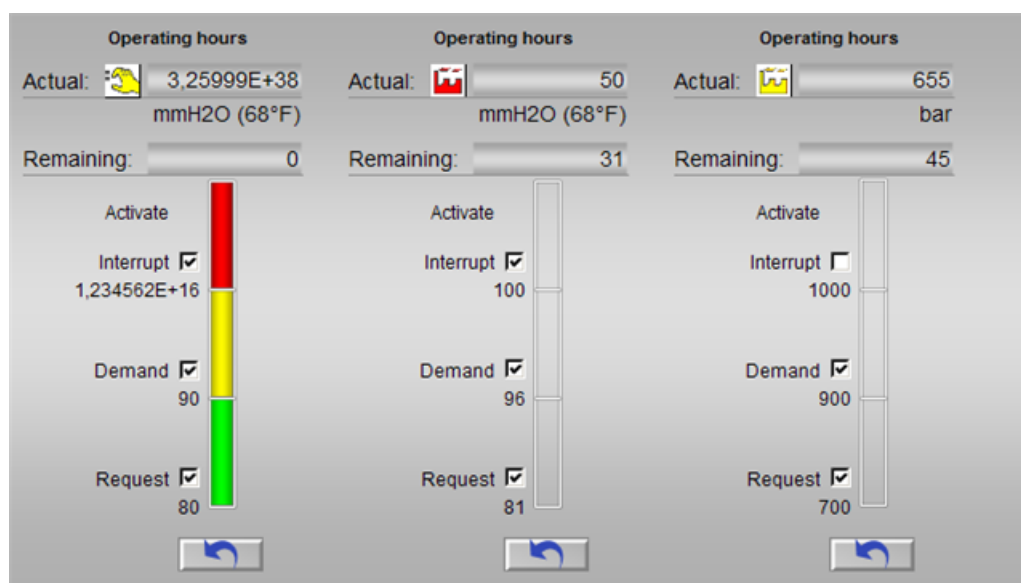 Operating hours
Actual: 3,25999E+38
mmH2O (68°F)
Remaining: 0
Activate
Interrupt
1,234562E+16
Demand
90
Request
80
Operating hours
Actual: 50
mmH2O (68°F)
Remaining: 31
Activate
Interrupt
100
Demand
96
Request
81
Operating hours
Actual: 655
bar
Remaining: 45
Activate
Interrupt
1000
Demand
900
Request
700